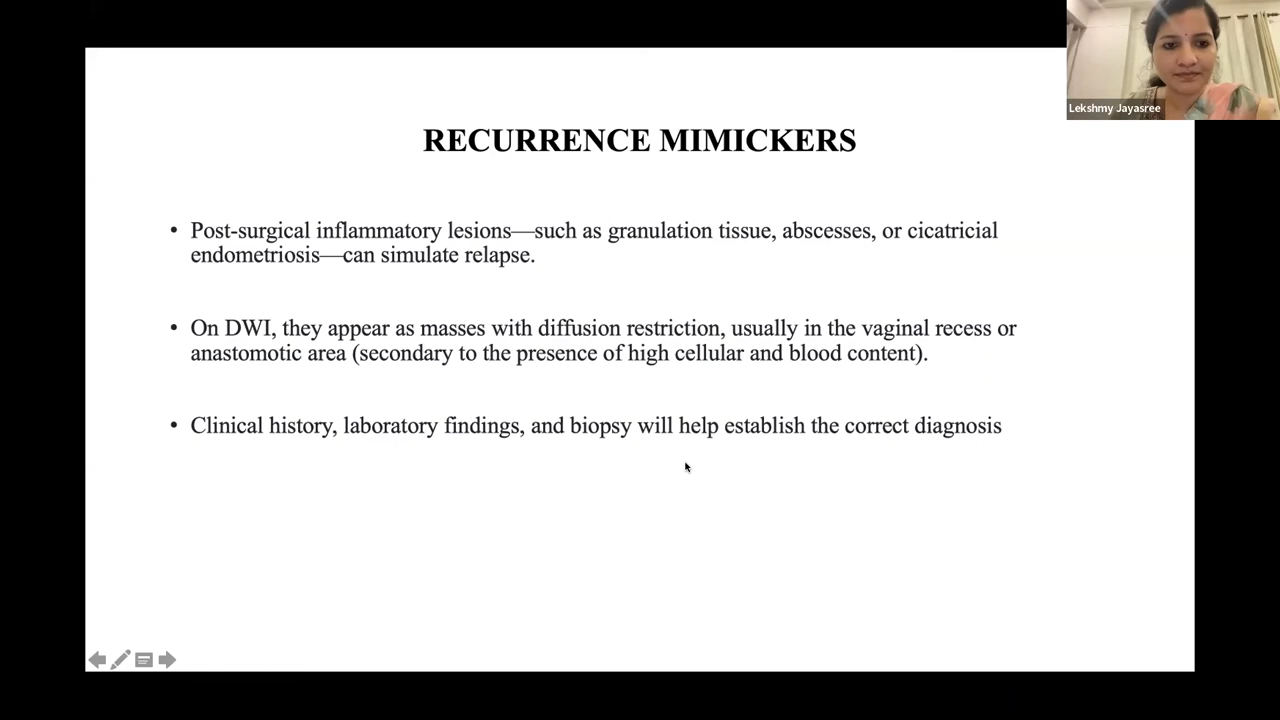 Lekshmy Jayasree
RECURRENCE MIMICKERS
• Post-surgical inflammatory lesions—such as granulation tissue, abscesses, or cicatricial
endometriosis—can simulate relapse.
• On DWI, they appear as masses with diffusion restriction, usually in the vaginal recess or
anastomotic area (secondary to the presence of high cellular and blood content).
• Clinical history, laboratory findings, and biopsy will help establish the correct diagnosis